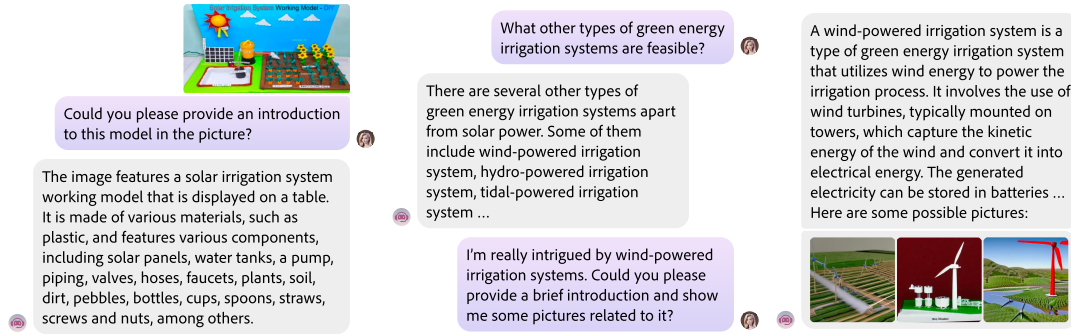 Solar Irrigation System Working Model - DIY
Could you please provide an introduction
to this model in the picture?
The image features a solar irrigation system
working model that is displayed on a table.
It is made of various materials, such as
plastic, and features various components,
including solar panels, water tanks, a pump,
piping, valves, hoses, faucets, plants, soil,
dirt, pebbles, bottles, cups, spoons, straws,
screws and nuts, among others.
What other types of green energy
irrigation systems are feasible?
There are several other types of
green energy irrigation systems apart
from solar power. Some of them
include wind-powered irrigation
system, hydro-powered irrigation
system, tidal-powered irrigation
system ...
I'm really intrigued by wind-powered
irrigation systems. Could you please
provide a brief introduction and show
me some pictures related to it?
A wind-powered irrigation system is a
type of green energy irrigation system
that utilizes wind energy to power the
irrigation process. It involves the use of
wind turbines, typically mounted on
towers, which capture the kinetic
energy of the wind and convert it into
electrical energy. The generated
electricity can be stored in batteries ...
Here are some possible pictures: